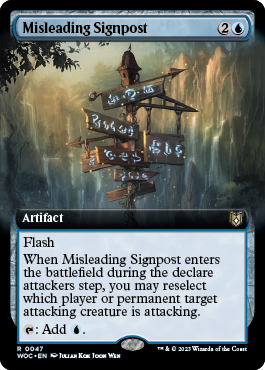 Misleading Signpost 2
Artifact
Flash
When Misleading Signpost enters
the battlefield during the declare
attackers step, you may reselect
which player or permanent target
attacking creature is attacking.
: Add .
R 0047
WOC • EN Julian Kok Joon Wen
™ & © 2023 Wizards of the Coast